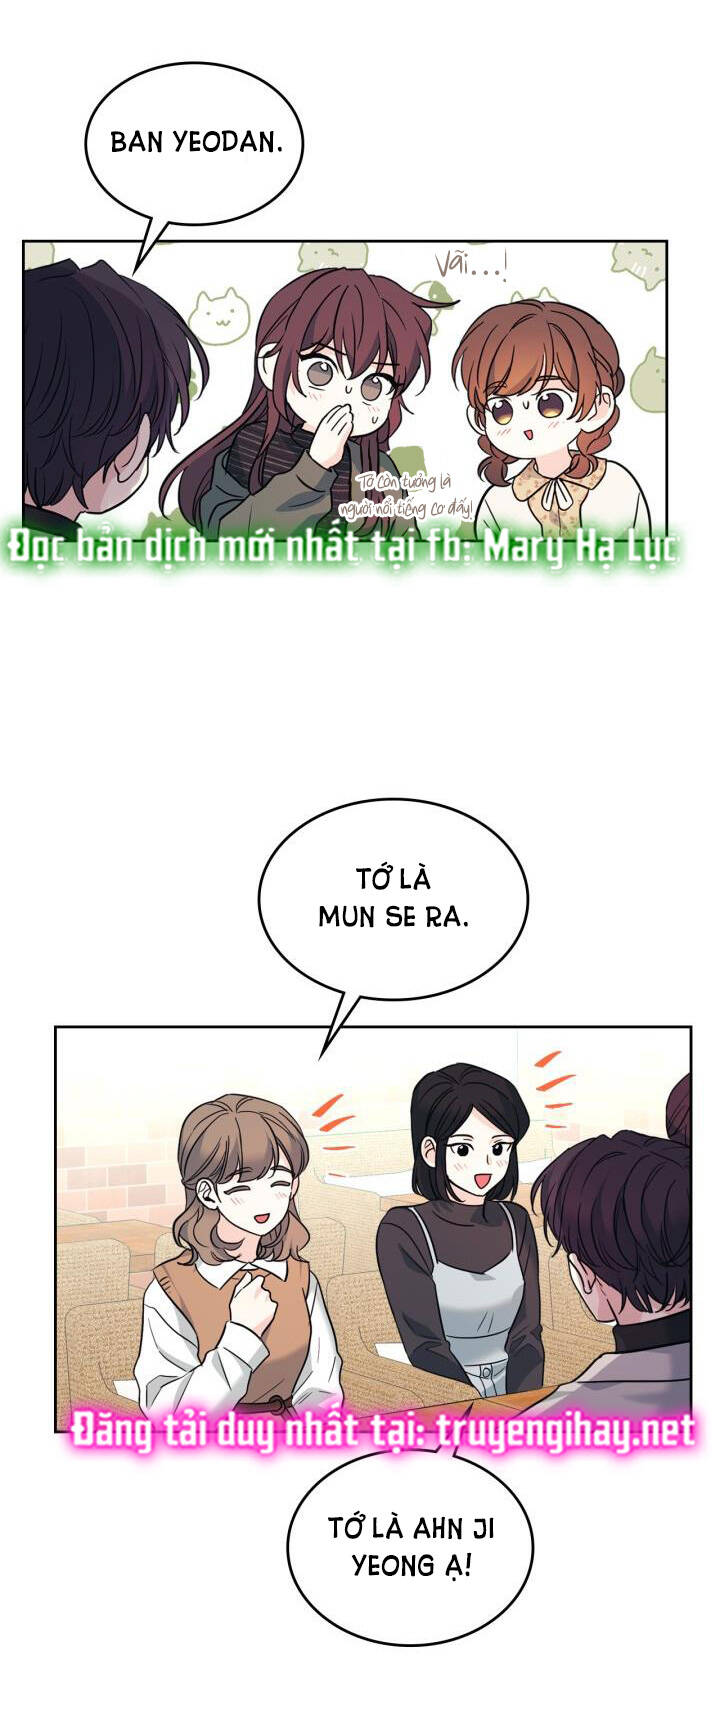 BAN YEODAN.
Vãi...!
Tớ còn tưởng là
người nổi tiếng cơ đấy!
Đọc bản dịch mới nhất tại fb: Mary Hạ Lục
TỚ LÀ
MUN SE RA.
Đăng tải duy nhất tại: truyengihay.net
TỚ LÀ AHN JI
YEONG Ạ!